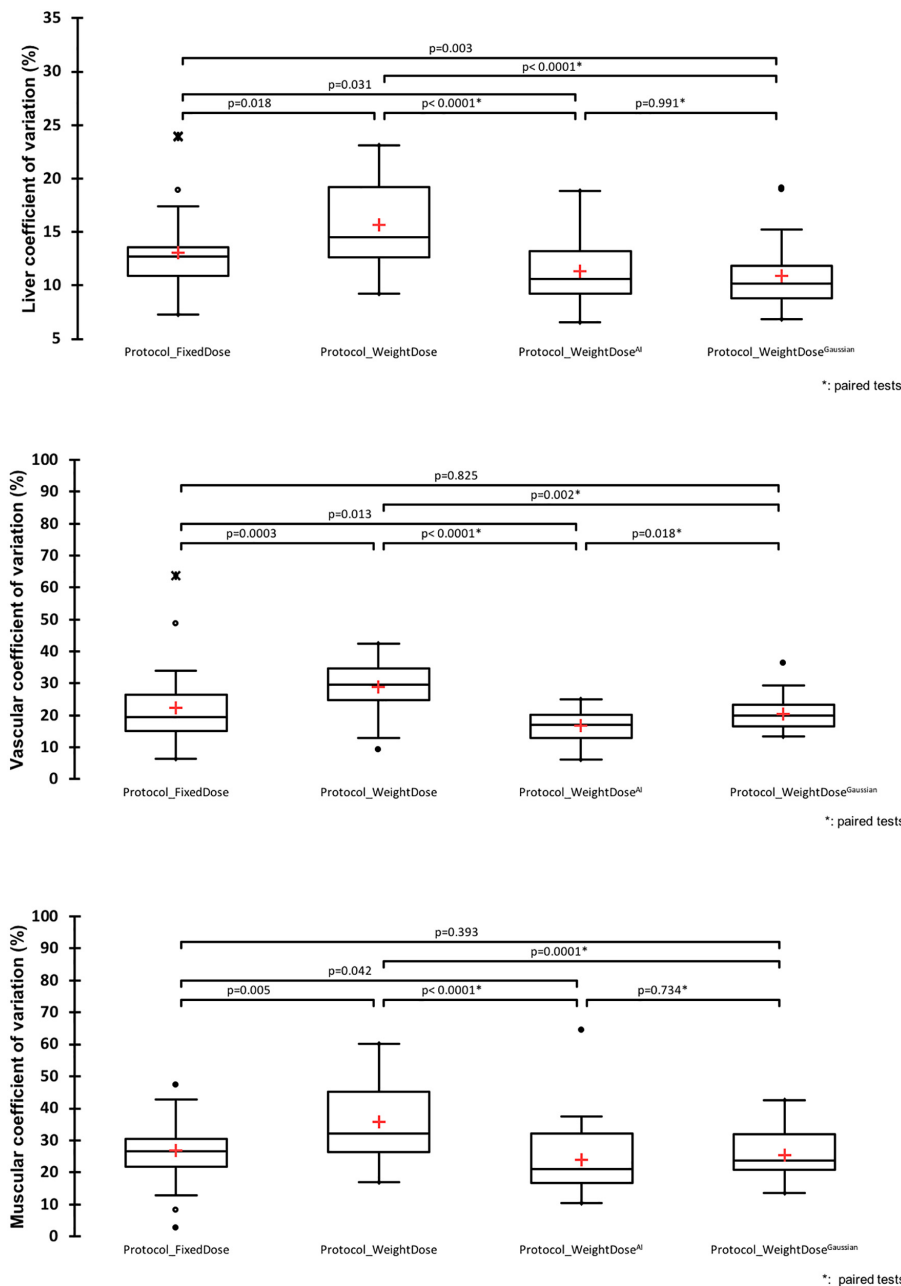 35
p=0.003
30
p< 0.0001*
p=0.031
p=0.018 p< 0.0001* p=0.991*
25
20
15
10
5
Liver coefficient of variation (%)
Protocol_FixedDose Protocol_WeightDose Protocol_WeightDoseAI Protocol_WeightDoseGaussian
*: paired tests
100
p=0.825
90
p=0.002*
80
p=0.013
p=0.0003 p< 0.0001* p=0.018*
70
60
50
40
30
20
10
0
Vascular coefficient of variation (%)
Protocol_FixedDose Protocol_WeightDose Protocol_WeightDoseAI Protocol_WeightDoseGaussian
*: paired tests
100
p=0.393
90
p=0.0001*
80
p=0.042
p=0.005 p< 0.0001* p=0.734*
70
60
50
40
30
20
10
0
Muscular coefficient of variation (%)
Protocol_FixedDose Protocol_WeightDose Protocol_WeightDoseAI Protocol_WeightDoseGaussian
*: paired tests